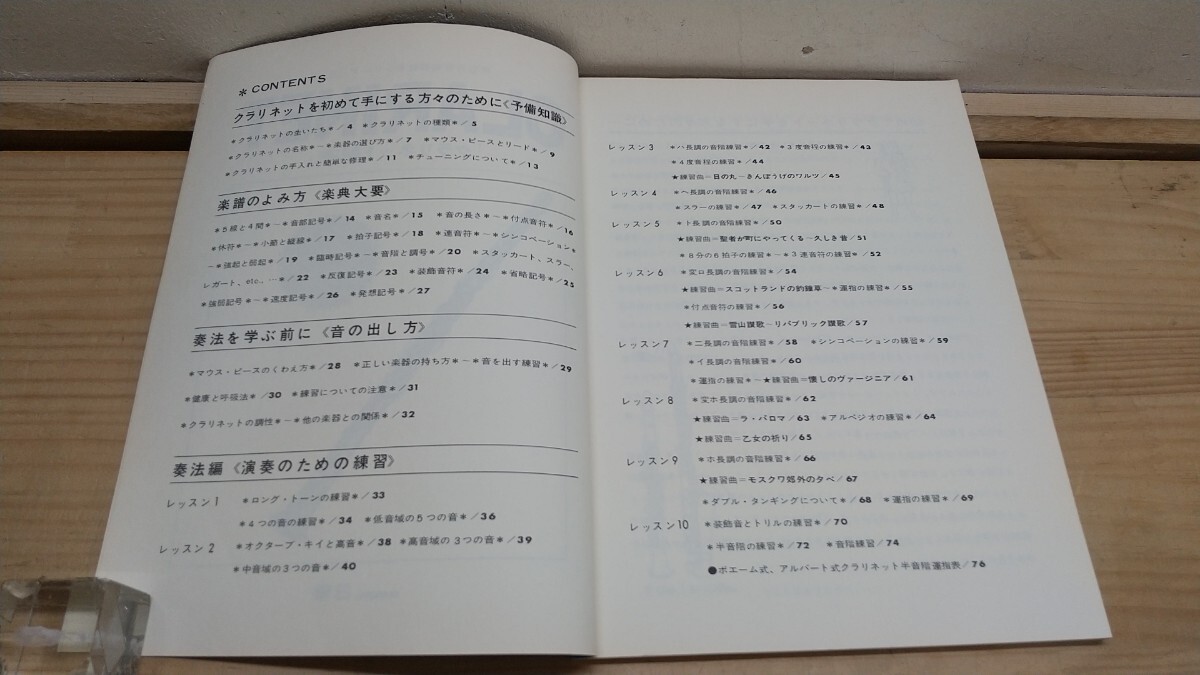 * CONTENTS
クラリネットを初めて手にする方々のために《予備知識》
*クラリネットの生いたち*/4 *クラリネットの種類*/5
*クラリネットの名称*~*楽器の選び方*/7 *マウス・ピースとリード*/9
*クラリネットの手入れと簡単な修理*/11 *チューニングについて*/13
楽譜のよみ方《楽典大要》
*5線と4間*~*音部記号*/14 *音名*/15 *音の長さ*~*付点音符*/16
*休符*~*小節と縦線*/17 *拍子記号*/18 *連音符*~*シンコペーション*
~*強起と弱起*/19 *臨時記号*~*音階と調号*/20 *スタッカート、スラー、
レガート、etc.…*/22 *反復記号*/23 *装飾音符*/24 *省略記号*/25
*強弱記号*~*速度記号*/26 *発想記号*/27
奏法を学ぶ前に《音の出し方》
*マウス・ピースのくわえ方*/28 *正しい楽器の持ち方*~*音を出す練習*/29
*健康と呼吸法*/30 *練習についての注意*/31
*クラリネットの調性*~*他の楽器との関係*/32
奏法編《演奏のための練習》
レッスン1 *ロング・トーンの練習*/33
*4つの音の練習*/34 *低音域の5つの音*/36
レッスン2 *オクターブ・キイと高音*/38 *高音域の3つの音*/39
*中音域の3つの音*/40
レッスン3 *ハ長調の音階練習*/42 *3度音程の練習*/43
*4度音程の練習*/44
★練習曲=日の丸−きんぽうげのワルツ/45
レッスン4 *ヘ長調の音階練習*/46
*スラーの練習*/47 *スタッカートの練習*/48
レッスン5 *ト長調の音階練習*/50
★練習曲=聖者が町にやってくる−久しき昔/51
*8分の6拍子の練習*~*3連音符の練習*/52
レッスン6 *変ロ長調の音階練習*/54
★練習曲=スコットランドの釣鐘草~*運指の練習*/55
*付点音符の練習*/56
★練習曲=雪山讃歌−リパブリック讃歌/57
レッスン7 *ニ長調の音階練習*/58 *シンコペーションの練習*/59
*イ長調の音階練習*/60
*運指の練習*~★練習曲=懐しのヴァージニア/61
レッスン8 *変ホ長調の音階練習*/62
★練習曲=ラ・パロマ/63 *アルペジオの練習*/64
★練習曲=乙女の祈り/65
レッスン9 *ホ長調の音階練習*/66
★練習曲=モスクワ郊外の夕べ/67
*ダブル・タンギングについて*/68 *運指の練習*/69
レッスン10 *装飾音とトリルの練習*/70
*半音階の練習*/72 *音階練習/74
●ボエーム式、アルバート式クラリネット半音階運指表/76